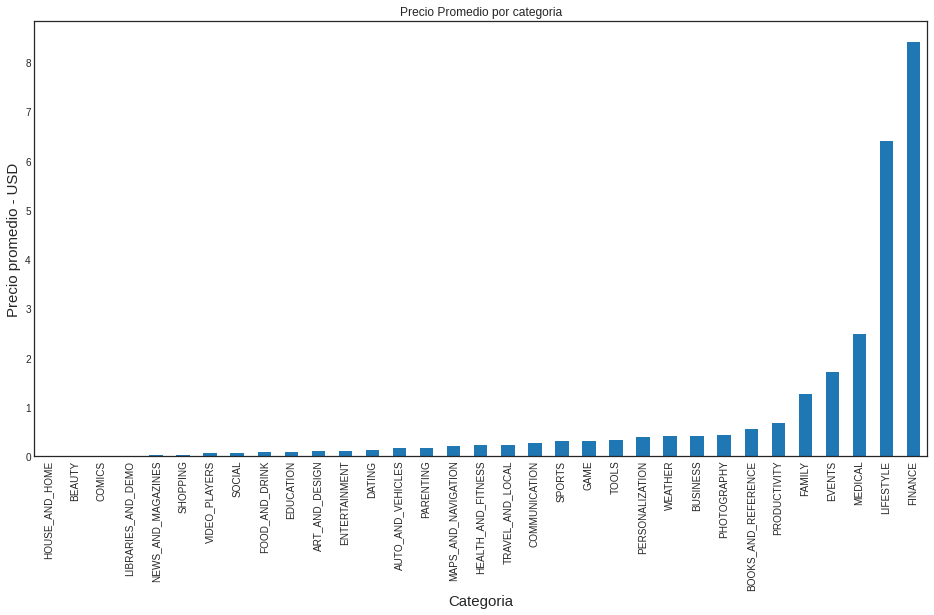 Precio Promedio por categoria
Precio promedio - USD
8
7
6
5
4
3
2
1
0
HOUSE_AND_HOME
BEAUTY
COMICS
LIBRARIES_AND_DEMO
NEWS_AND_MAGAZINES
SHOPPING
VIDEO_PLAYERS
SOCIAL
FOOD_AND_DRINK
EDUCATION
ART_AND_DESIGN
ENTERTAINMENT
DATING
AUTO_AND_VEHICLES
PARENTING
MAPS_AND_NAVIGATION
HEALTH_AND_FITNESS
TRAVEL_AND_LOCAL
COMMUNICATION
SPORTS
GAME
TOOLS
PERSONALIZATION
WEATHER
BUSINESS
PHOTOGRAPHY
BOOKS_AND_REFERENCE
PRODUCTIVITY
FAMILY
EVENTS
MEDICAL
LIFESTYLE
FINANCE
Categoria